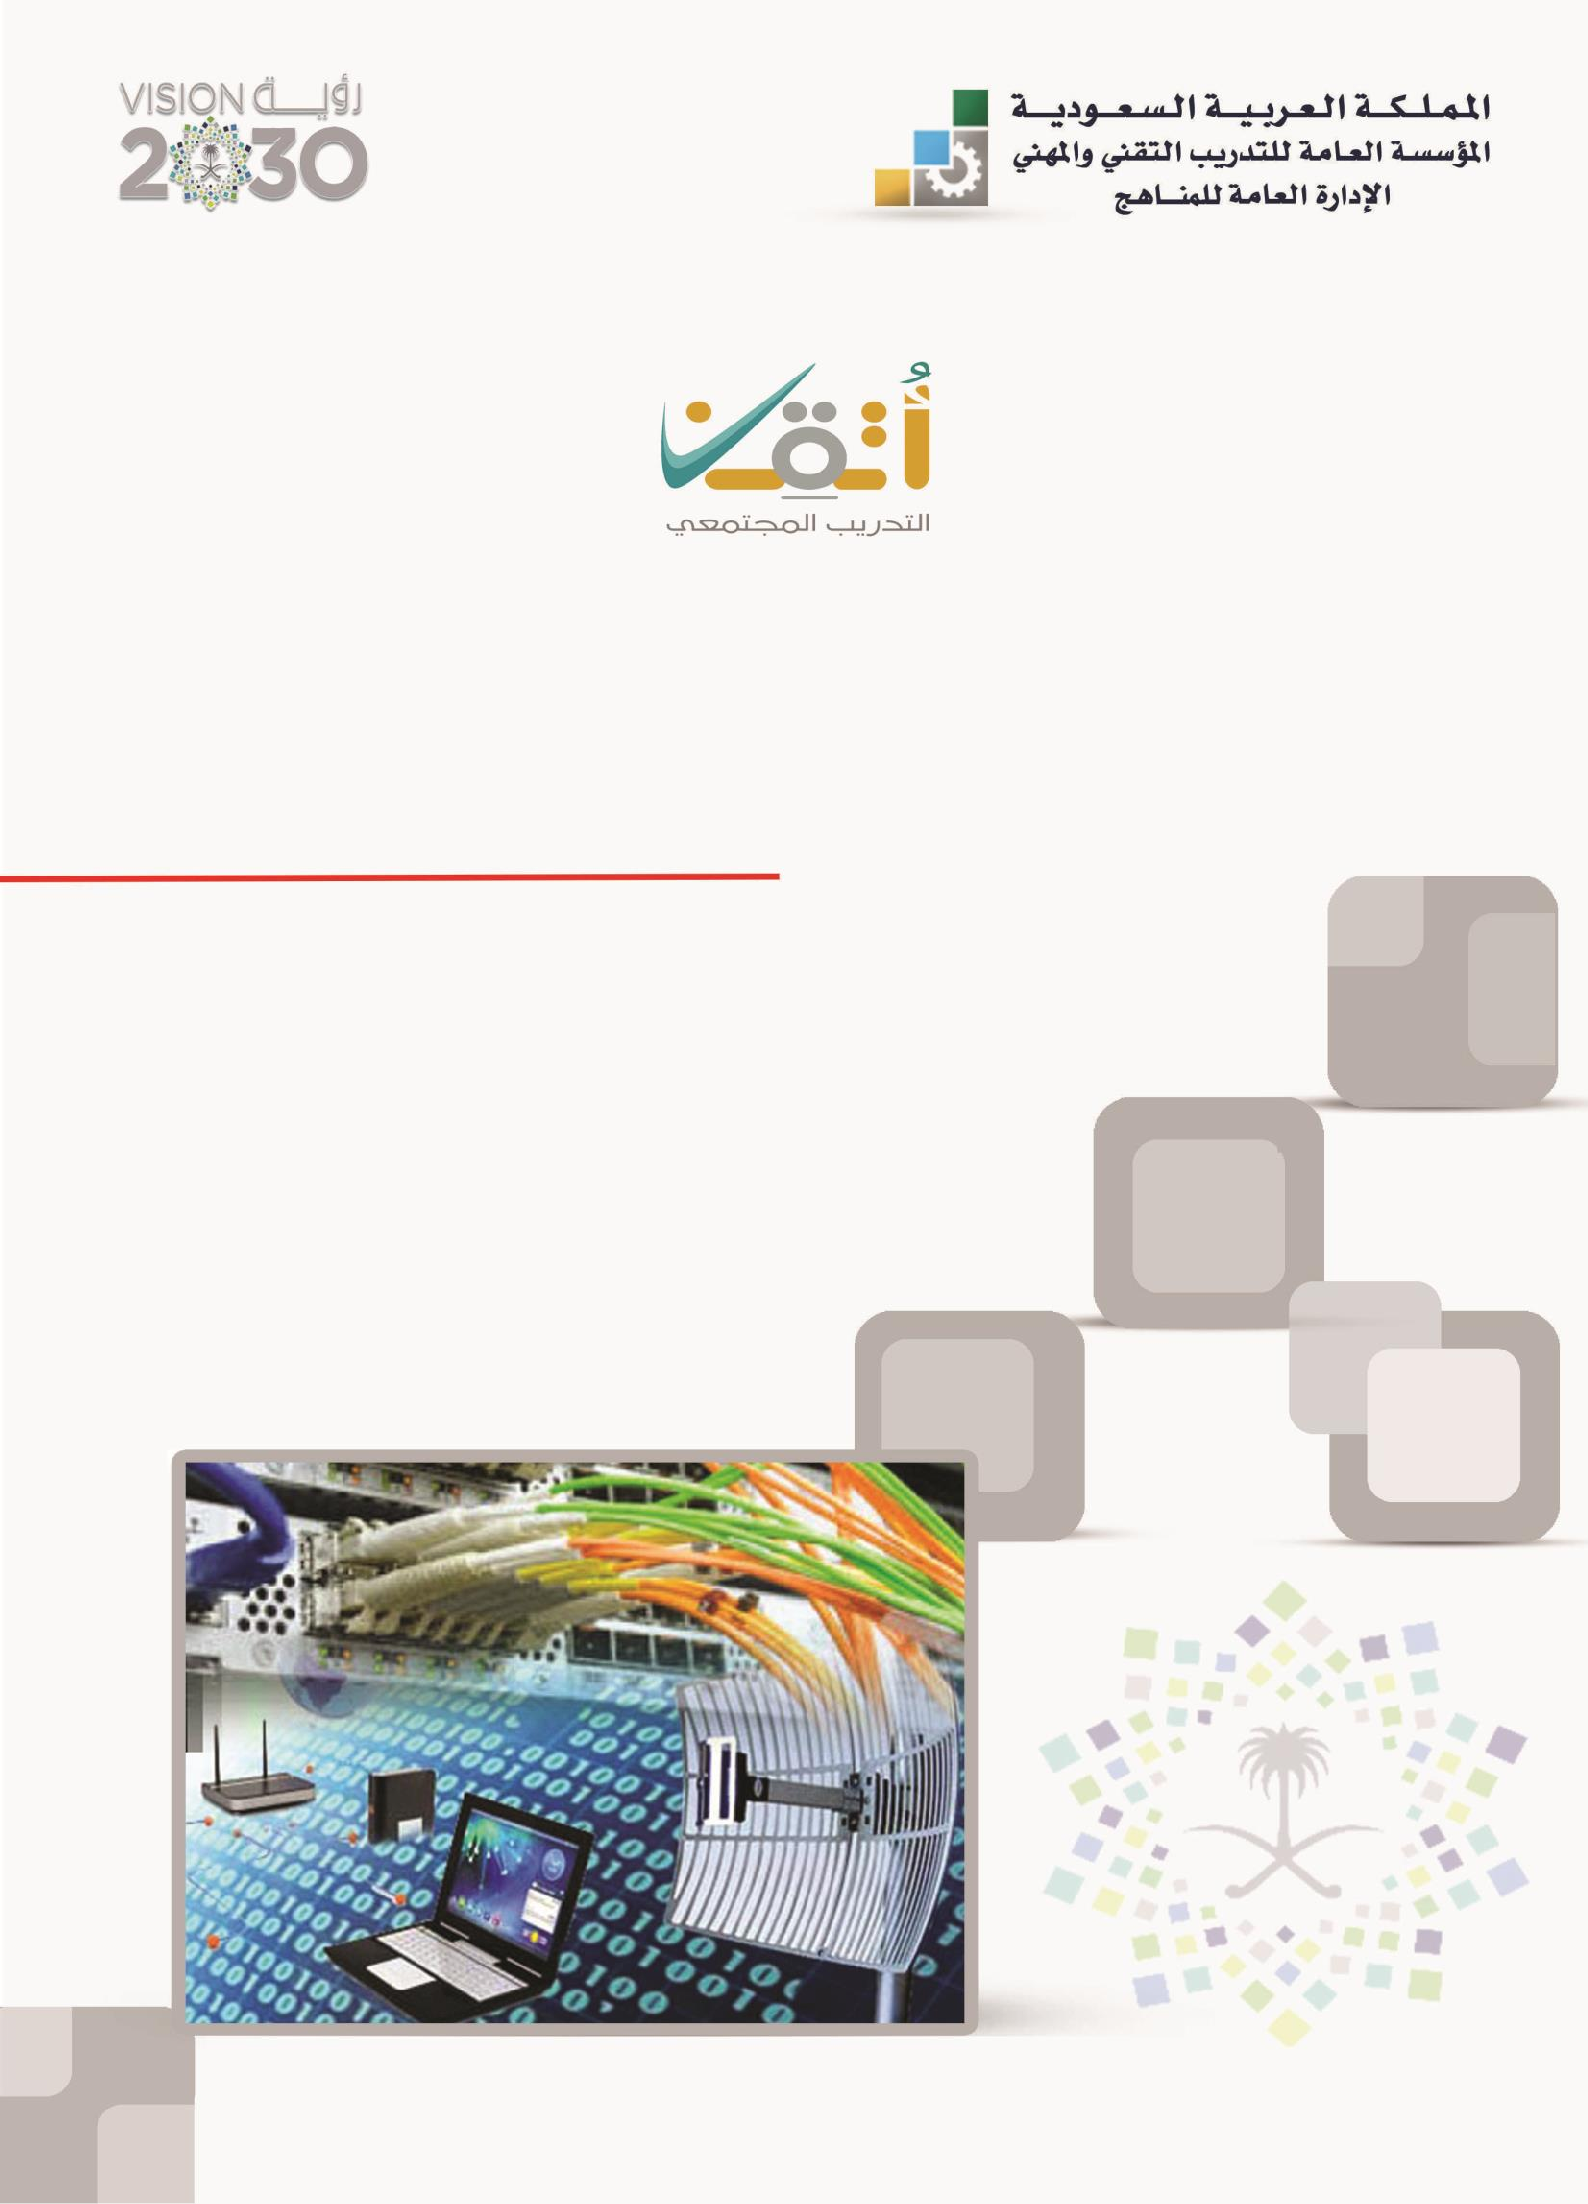 المملكة العربية السعودية
المؤسسة العامة للتدريب التقني والمهني
الإدارة العامة للمناهج
VISION رؤية
2030
أتقن
التدريب المجتمعي